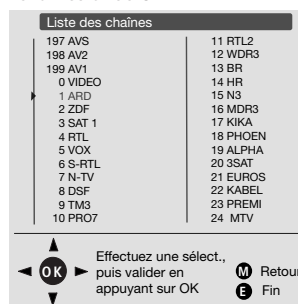 Liste des chaînes
197 AVS
198 AV2
199 AV1
0 VIDEO
1 ARD
2 ZDF
3 SAT 1
4 RTL
5 VOX
6 S-RTL
7 N-TV
8 DSF
9 TM3
10 PRO7
11 RTL2
12 WDR3
13 BR
14 HR
15 N3
16 MDR3
17 KIKA
18 PHOEN
19 ALPHA
20 3SAT
21 EUROS
22 KABEL
23 PREMI
24 MTV
OK
Effectuez une sélect.,
puis valider en
appuyant sur OK
M Retour
E Fin